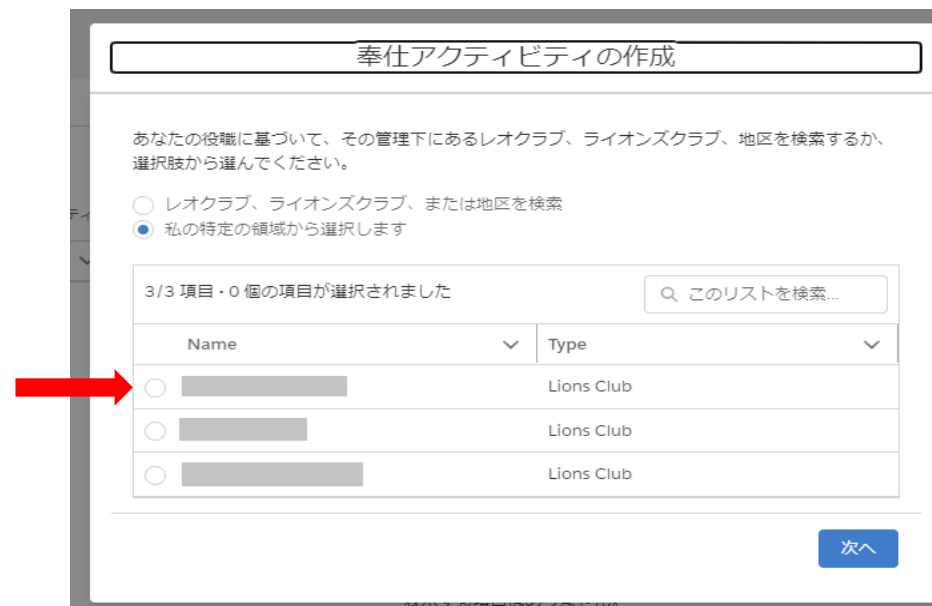 奉仕アクティビティの作成
あなたの役職に基づいて、その管理下にあるレオクラブ、ライオンズクラブ、地区を検索するか、
選択肢から選んでください。
レオクラブ、ライオンズクラブ、または地区を検索
私の特定の領域から選択します
3/3 項目・0 個の項目が選択されました
このリストを検索...
Name Type
Lions Club
Lions Club
Lions Club
次へ